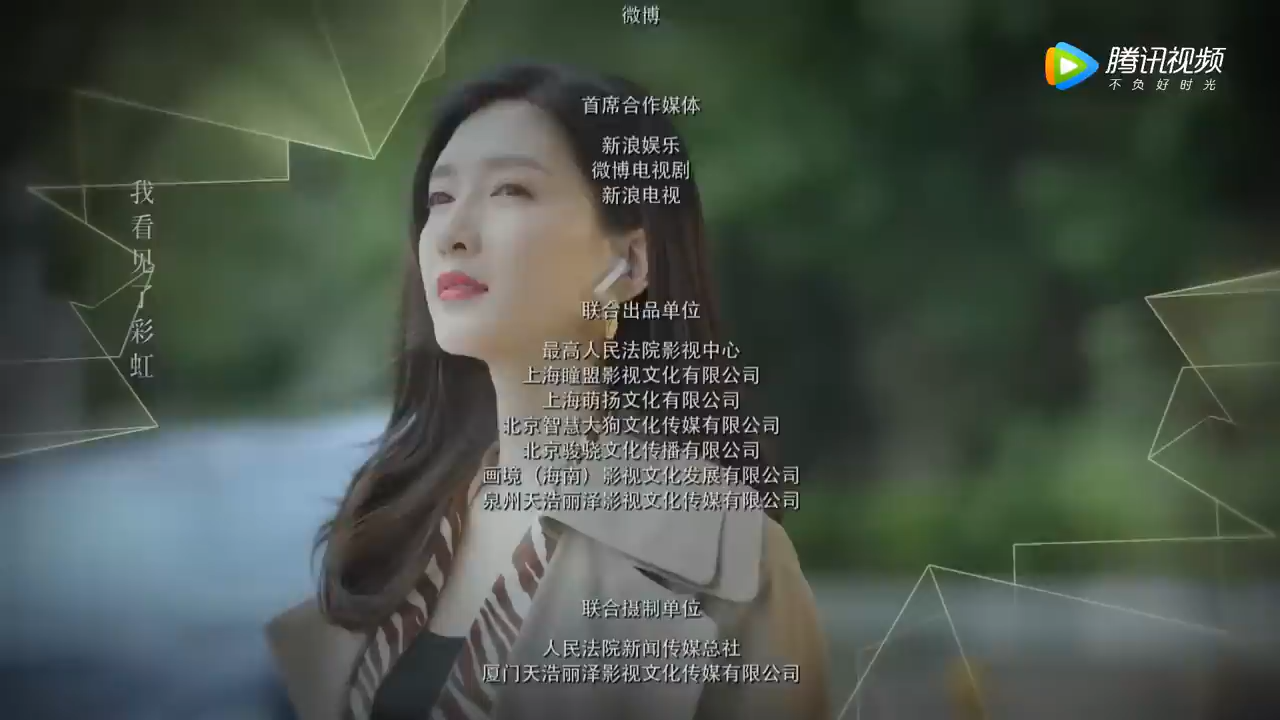 微博
腾讯视频
不负好时光
首席合作媒体
新浪娱乐
微博电视剧
新浪电视
我看见了彩虹
联合出品单位
最高人民法院影视中心
上海瞳盟影视文化有限公司
上海萌扬文化有限公司
北京智慧大狗文化传媒有限公司
北京骏骁文化传播有限公司
画境（海南）影视文化发展有限公司
泉州天浩丽泽影视文化传媒有限公司
联合摄制单位
人民法院新闻传媒总社
厦门天浩丽泽影视文化传媒有限公司